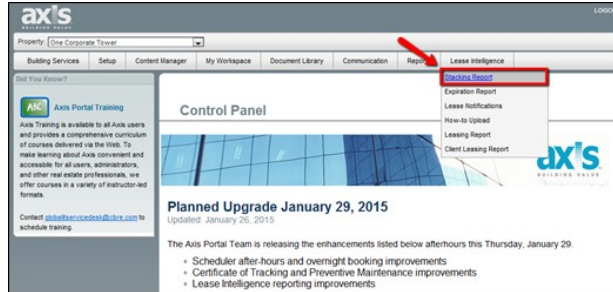 axis
BUILDING VALUE
LOGO
Property: One Corporate Tower
Building Services Setup Content Manager My Workspace Document Library Communication Report Lease Intelligence
Stacking Report
Expiration Report
Lease Notifications
How-to Upload
Leasing Report
Client Leasing Report
Did You Know?
ABC Axis Portal Training
Axis Training is available to all Axis users
and provides a comprehensive curriculum
of courses delivered via the Web. To
make learning about Axis convenient and
accessible for all users, administrators,
and other real estate professionals, we
offer courses in a variety of instructor-led
formats.
Contact globalitservicedesk@cbre.com to
schedule training.
Control Panel
axis
BUILDING VALUE
Planned Upgrade January 29, 2015
Updated: January 26, 2015
The Axis Portal Team is releasing the enhancements listed below afterhours this Thursday, January 29.
Scheduler after-hours and overnight booking improvements
Certificate of Tracking and Preventive Maintenance improvements
Lease Intelligence reporting improvements